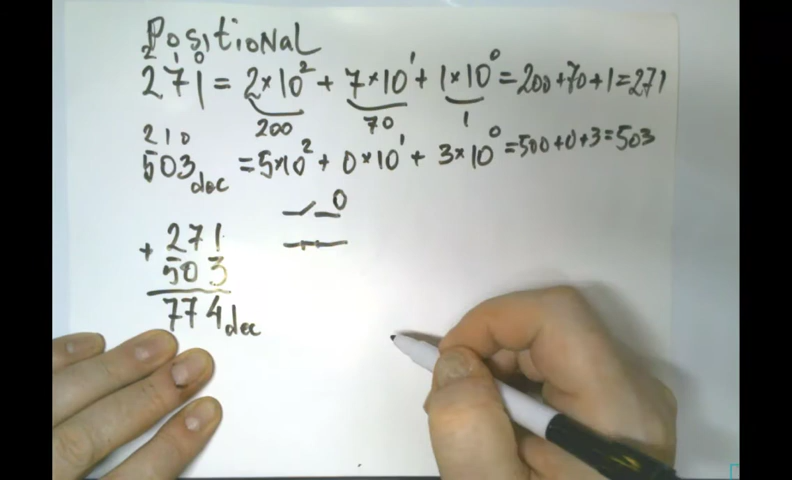 Positional
2 1 0
271 = 2×10² + 7×10¹ + 1×10⁰ = 200+70+1=271
200 70 1
2 1 0
503dec = 5×10² + 0×10¹ + 3×10⁰ = 500+0+3=503
0
+ 271
503
774dec